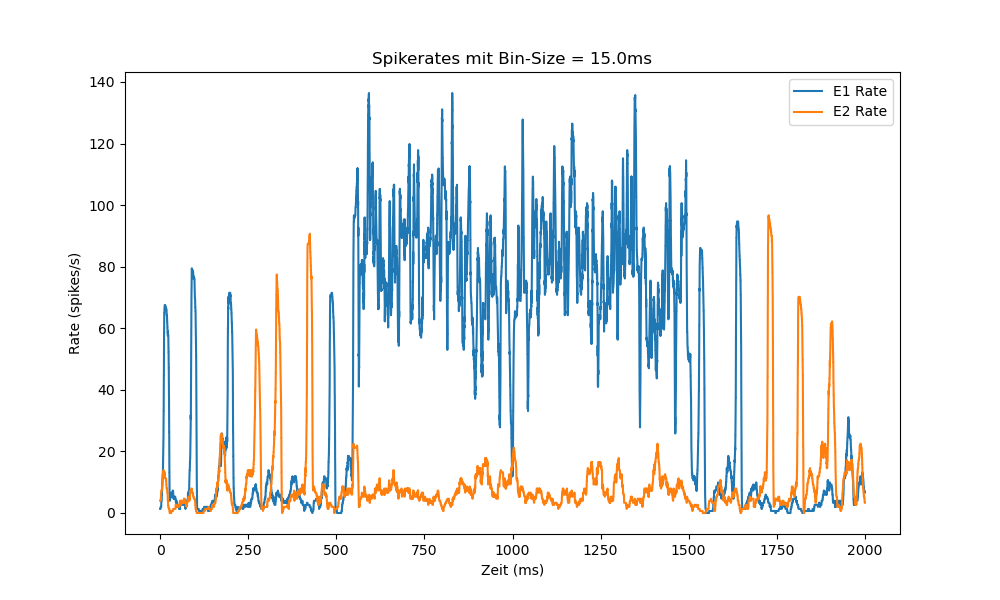 Spikerates mit Bin-Size = 15.0ms
E1 Rate
E2 Rate
140
120
100
80
60
40
20
0
Rate (spikes/s)
0 250 500 750 1000 1250 1500 1750 2000
Zeit (ms)